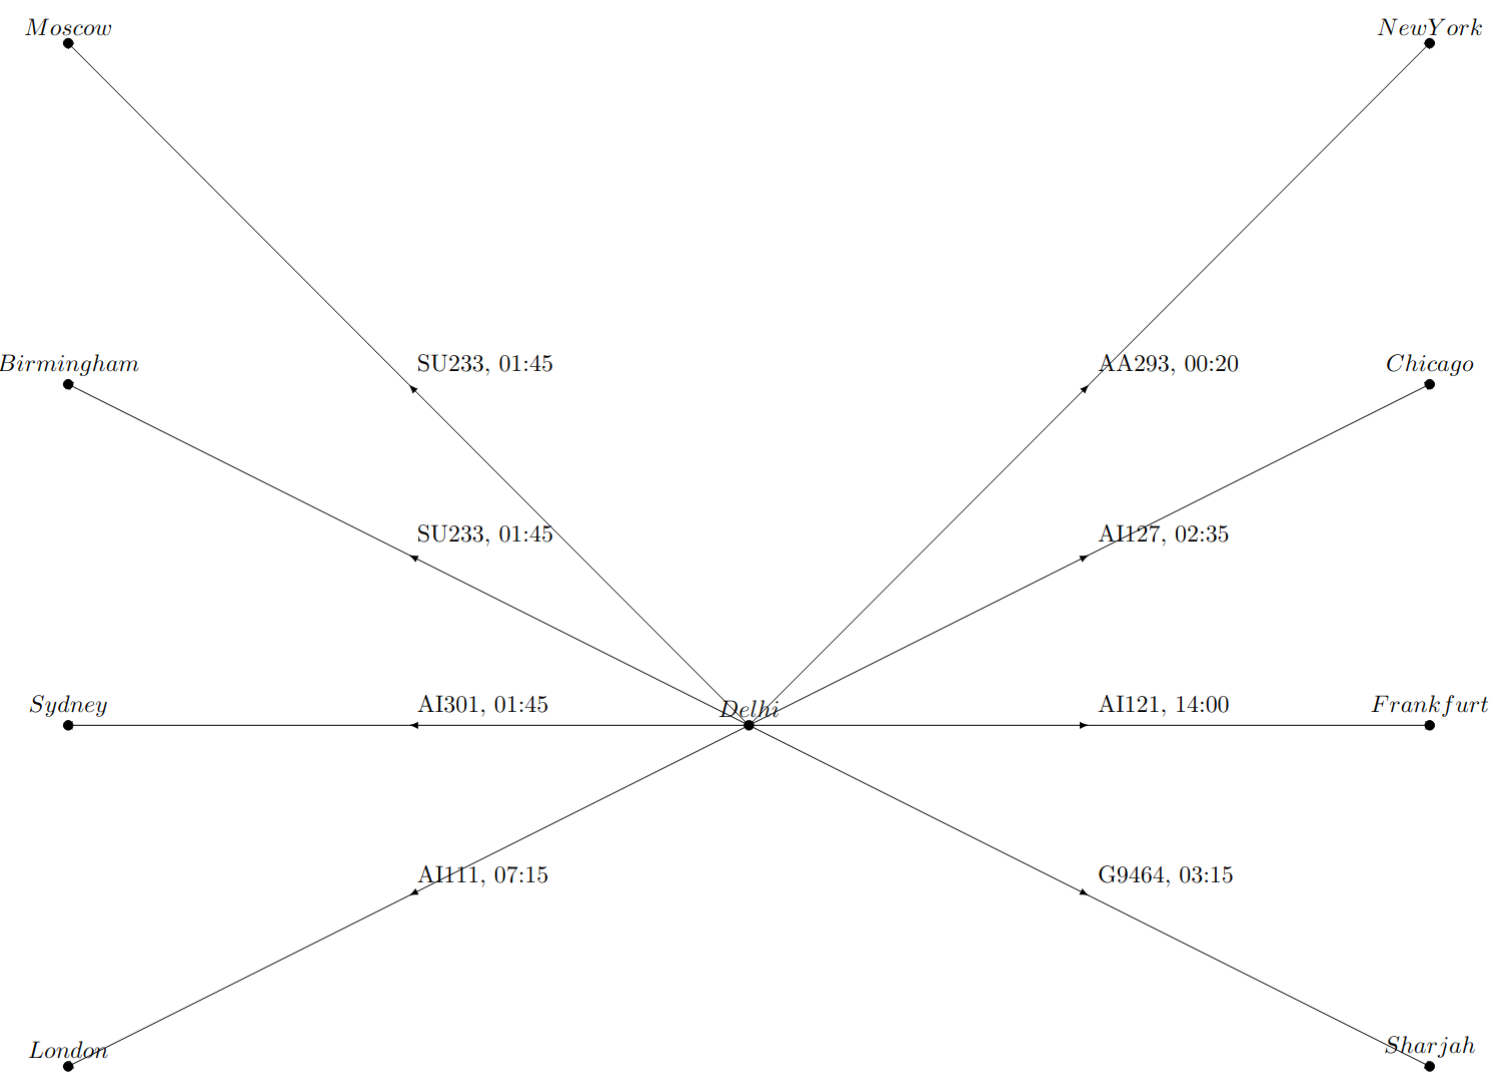 Moscow
NewYork
SU233, 01:45
AA293, 00:20
Birmingham
Chicago
SU233, 01:45
AI127, 02:35
Sydney
AI301, 01:45
Delhi
AI121, 14:00
Frankfurt
AI111, 07:15
G9464, 03:15
London
Sharjah